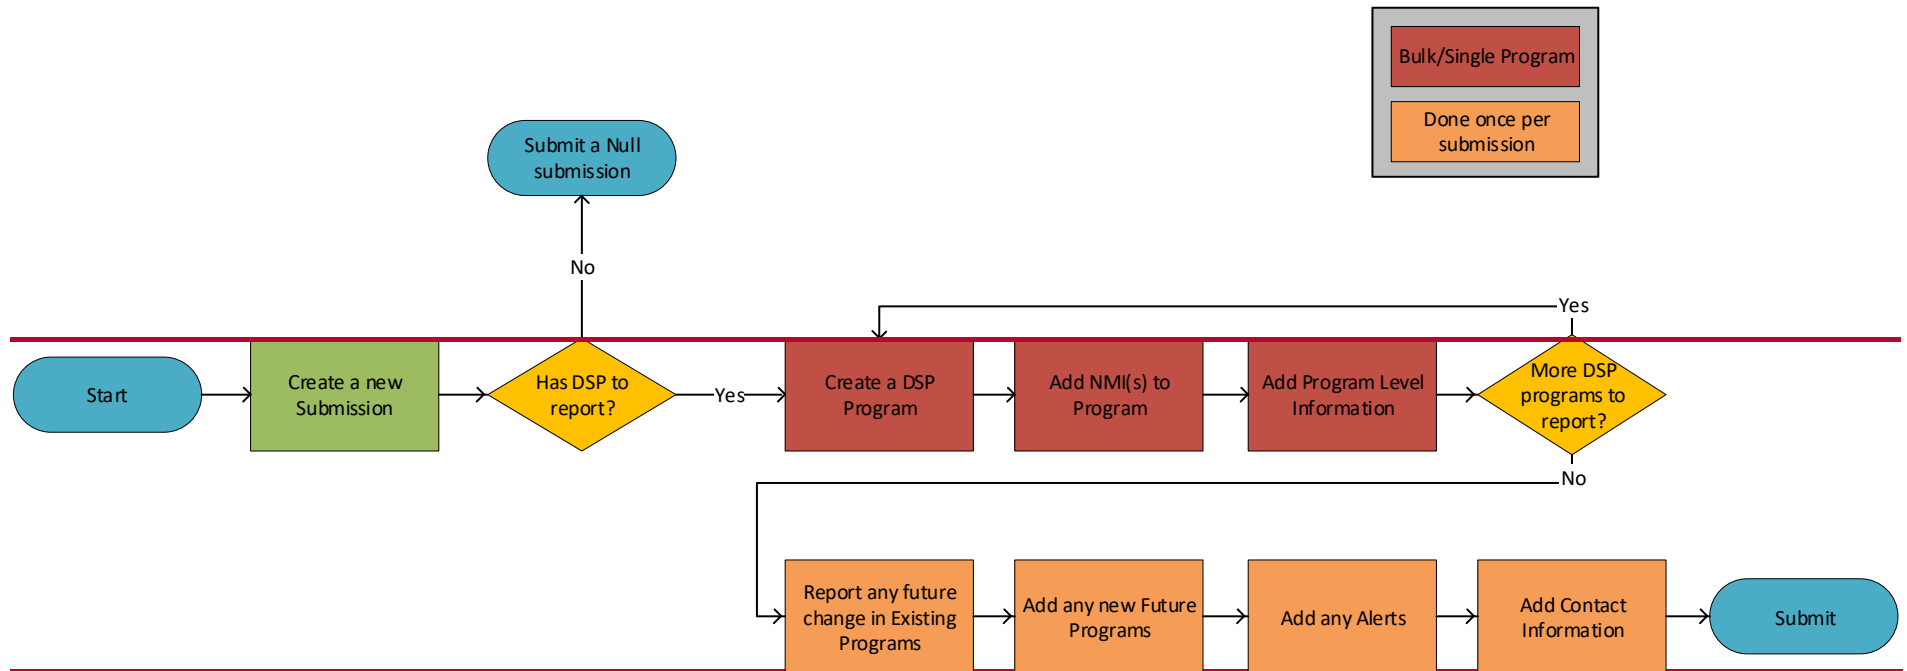 Bulk/Single Program
Done once per
submission
Submit a Null
submission
No
Yes
Start
Create a new
Submission
Has DSP to
report?
Yes
Create a DSP
Program
Add NMI(s) to
Program
Add Program Level
Information
More DSP
programs to
report?
No
Report any future
change in Existing
Programs
Add any new Future
Programs
Add any Alerts
Add Contact
Information
Submit